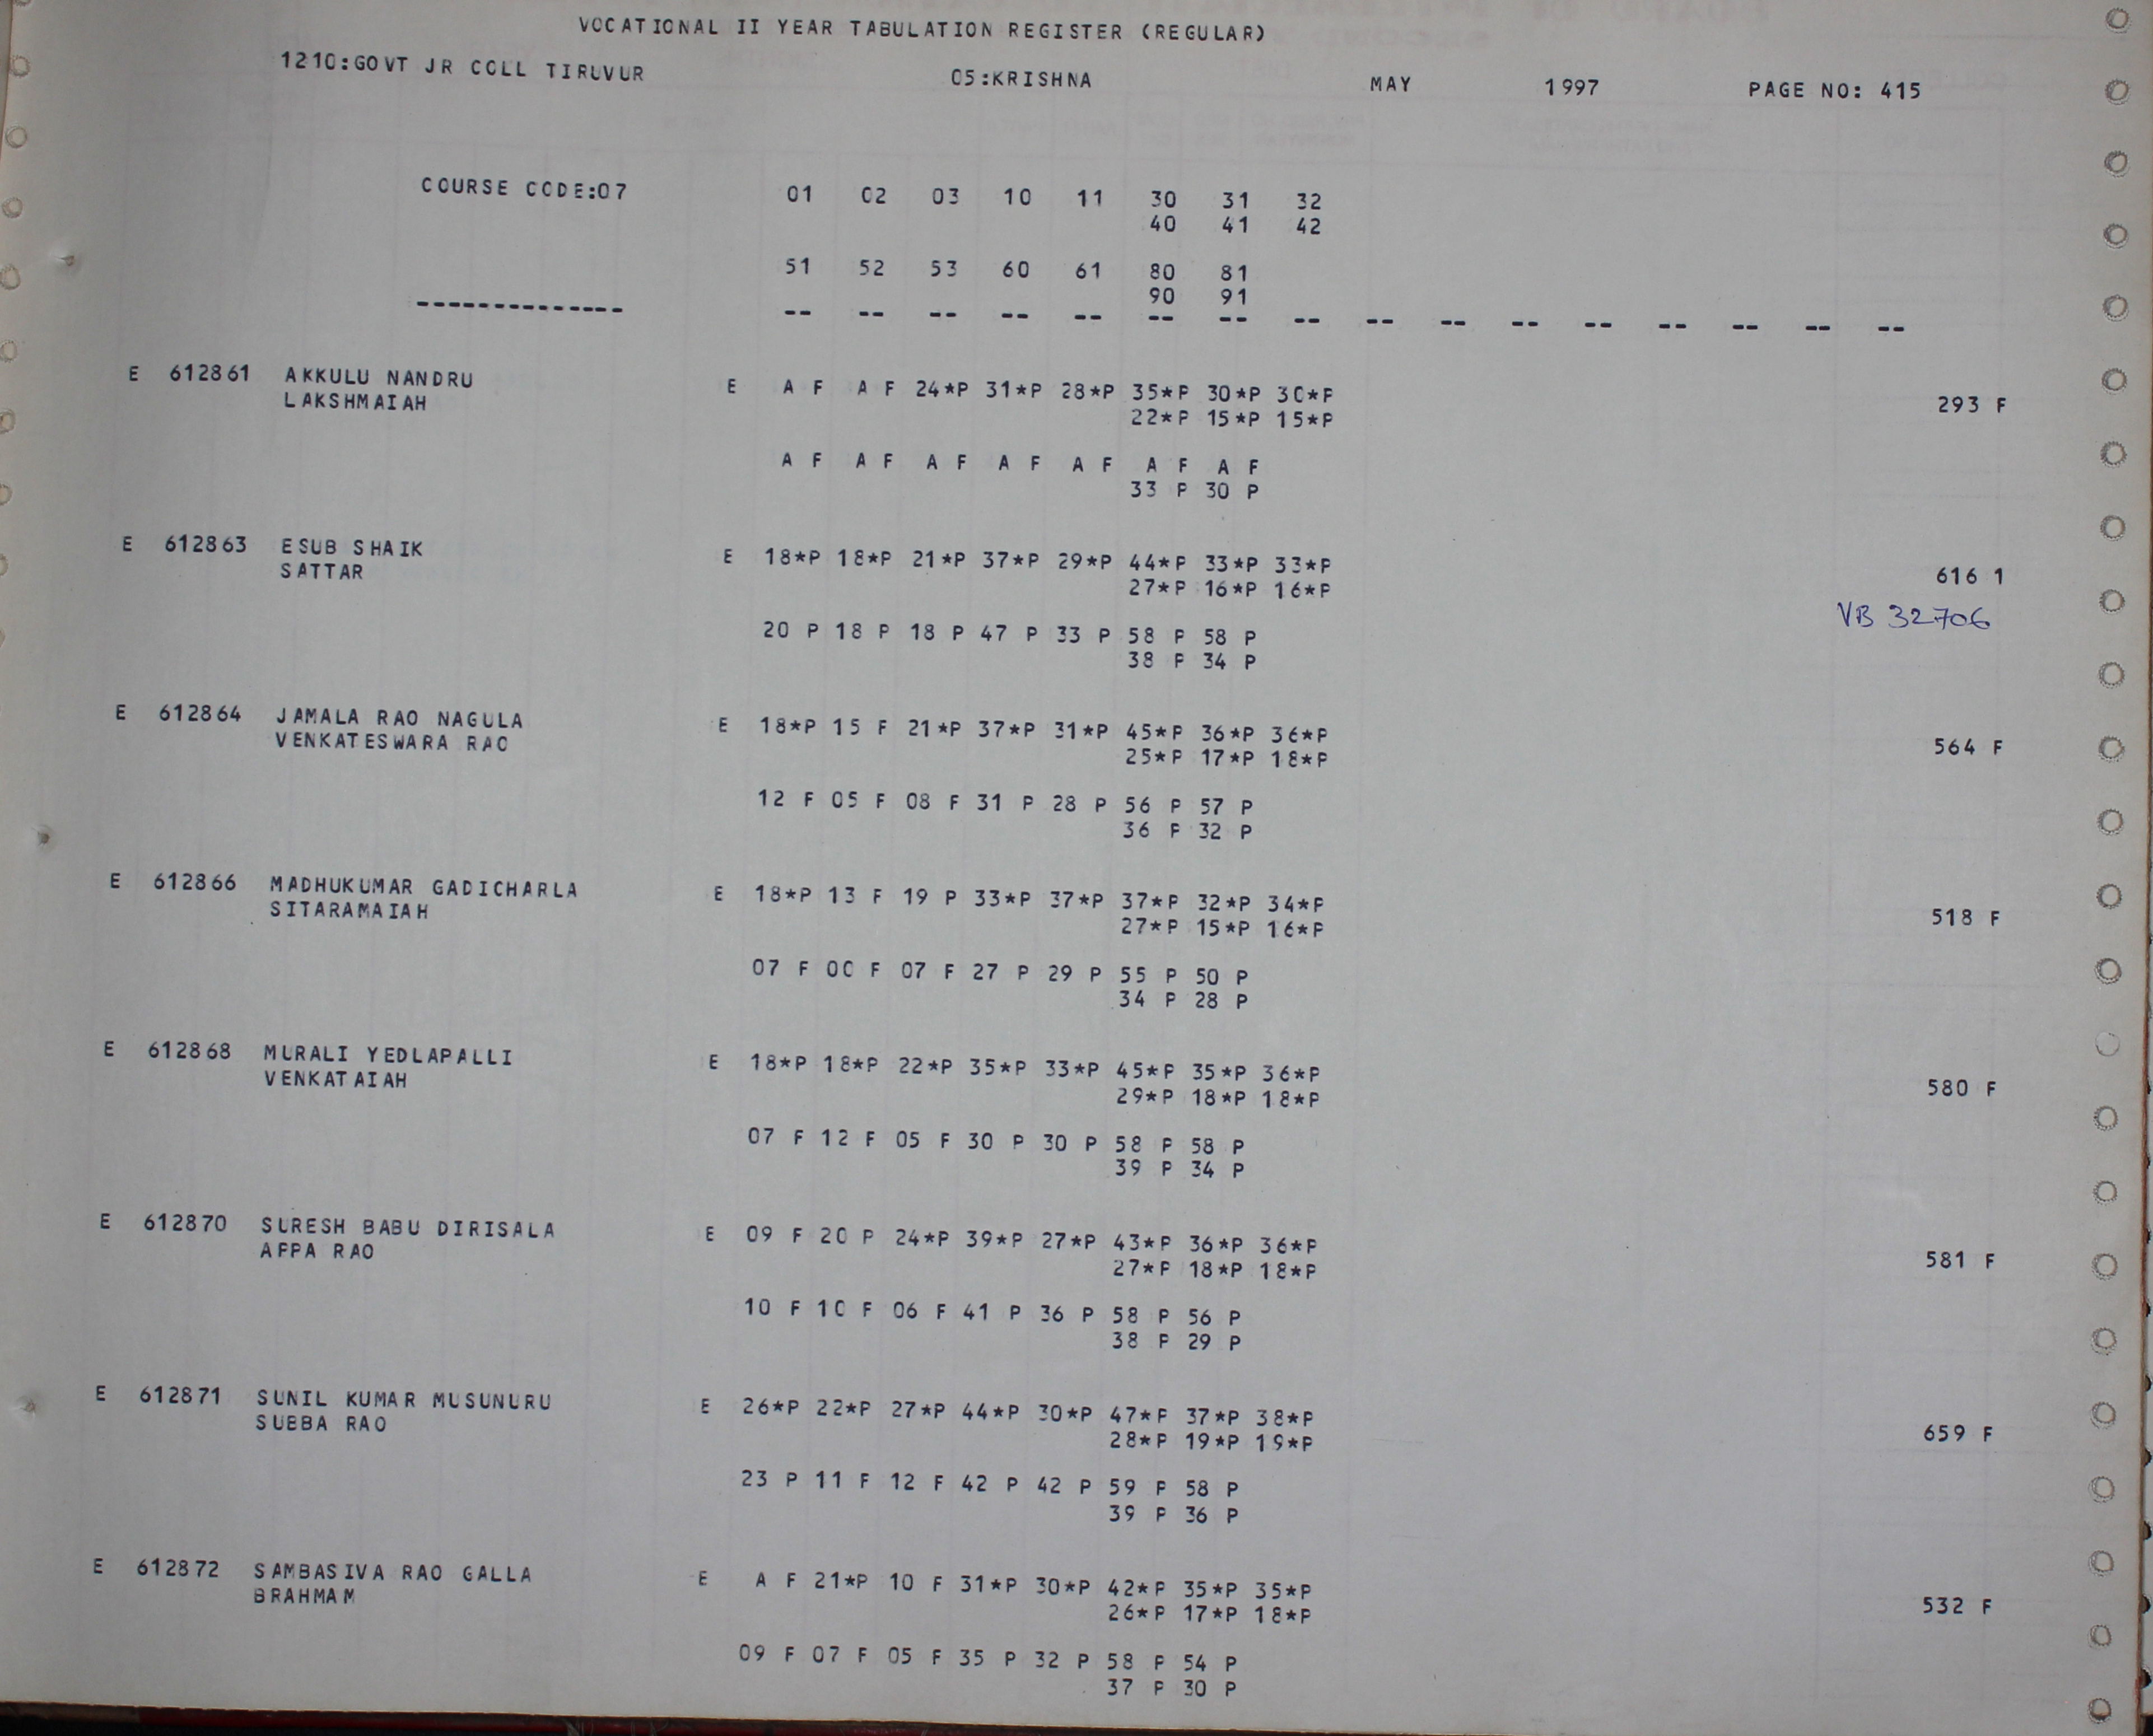 VOCATIONAL II YEAR TABULATION REGISTER (REGULAR)
1210:GOVT JR COLL TIRUVUR 05:KRISHNA MAY 1997 PAGE NO: 415
COURSE CODE:07 01 02 03 10 11 30 31 32
40 41 42
51 52 53 60 61 80 81
90 91
-------------- -- -- -- -- -- -- -- -- -- -- -- -- -- -- -- --
E 612861 AKKULU NANDRU E A F A F 24*P 31*P 28*P 35*P 30*P 30*P
LAKSHMAIAH 22*P 15*P 15*P 293 F
A F A F A F A F A F A F A F
33 P 30 P
E 612863 ESUB SHAIK E 18*P 18*P 21*P 37*P 29*P 44*P 33*P 33*P
SATTAR 27*P 16*P 16*P 616 1
VB 32706
20 P 18 P 18 P 47 P 33 P 58 P 58 P
38 P 34 P
E 612864 JAMALA RAO NAGULA E 18*P 15 F 21*P 37*P 31*P 45*P 36*P 36*P
VENKATESWARA RAO 25*P 17*P 18*P 564 F
12 F 05 F 08 F 31 P 28 P 56 P 57 P
36 P 32 P
E 612866 MADHUKUMAR GADICHARLA E 18*P 13 F 19 P 33*P 37*P 37*P 32*P 34*P
SITARAMAIAH 27*P 15*P 16*P 518 F
07 F 00 F 07 F 27 P 29 P 55 P 50 P
34 P 28 P
E 612868 MURALI YEDLAPALLI E 18*P 18*P 22*P 35*P 33*P 45*P 35*P 36*P
VENKATAIAH 29*P 18*P 18*P 580 F
07 F 12 F 05 F 30 P 30 P 58 P 58 P
39 P 34 P
E 612870 SURESH BABU DIRISALA E 09 F 20 P 24*P 39*P 27*P 43*P 36*P 36*P
APPA RAO 27*P 18*P 18*P 581 F
10 F 10 F 06 F 41 P 36 P 58 P 56 P
38 P 29 P
E 612871 SUNIL KUMAR MUSUNURU E 26*P 22*P 27*P 44*P 30*P 47*P 37*P 38*P
SUBBA RAO 28*P 19*P 19*P 659 F
23 P 11 F 12 F 42 P 42 P 59 P 58 P
39 P 36 P
E 612872 SAMBASIVA RAO GALLA E A F 21*P 10 F 31*P 30*P 42*P 35*P 35*P
BRAHMAM 26*P 17*P 18*P 532 F
09 F 07 F 05 F 35 P 32 P 58 P 54 P
37 P 30 P